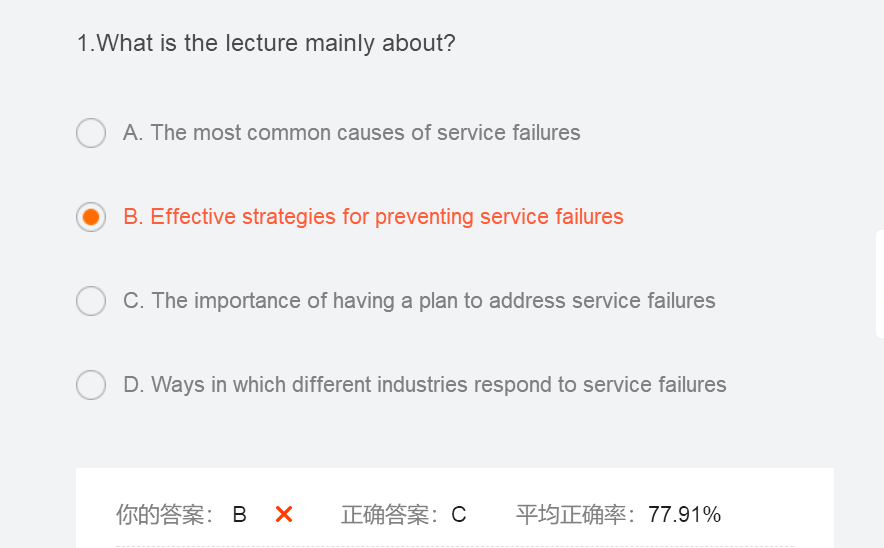 1.What is the lecture mainly about?
A. The most common causes of service failures
B. Effective strategies for preventing service failures
C. The importance of having a plan to address service failures
D. Ways in which different industries respond to service failures
你的答案： B 正确答案： C 平均正确率： 77.91%